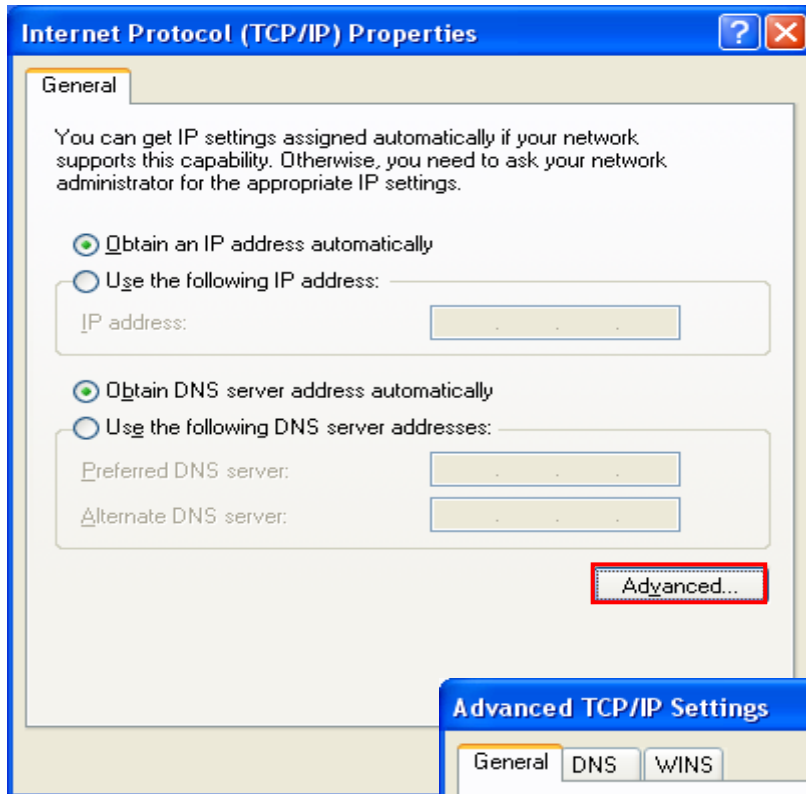 Internet Protocol (TCP/IP) Properties
General
You can get IP settings assigned automatically if your network
supports this capability. Otherwise, you need to ask your network
administrator for the appropriate IP settings.
Obtain an IP address automatically
Use the following IP address:
IP address:
Obtain DNS server address automatically
Use the following DNS server addresses:
Preferred DNS server:
Alternate DNS server:
Advanced...
Advanced TCP/IP Settings
General DNS WINS